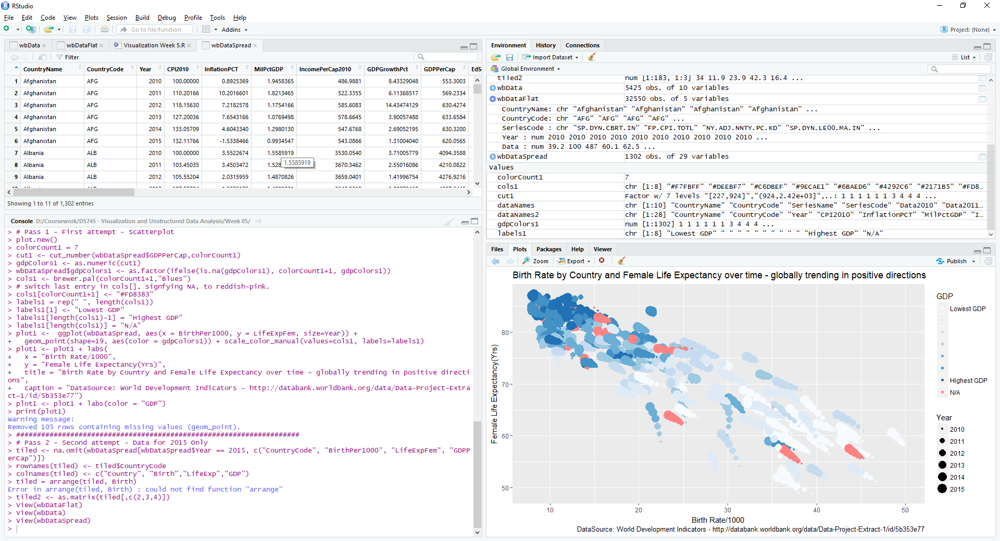 RStudio
File Edit Code View Plots Session Build Debug Profile Tools Help
Go to file/function Addins Project: (None)
wbData wbDataFlat Visualization Week 5.R wbDataSpread
Filter
CountryName CountryCode Year CPI2010 InflationPCT MilPctGDP IncomePerCap2010 GDPGrowthPct GDPPerCap EdS
1 Afghanistan AFG 2010 100.00000 0.8925369 1.9458365 486.9881 8.43329048 553.3003
2 Afghanistan AFG 2011 110.20166 10.2016601 1.8213465 522.3355 6.11368517 569.2334
3 Afghanistan AFG 2012 118.15630 7.2182578 1.1754166 585.6083 14.43474129 630.4274
4 Afghanistan AFG 2013 127.20036 7.6543166 1.0769498 578.6645 3.90057488 633.6584
5 Afghanistan AFG 2014 133.05709 4.6043340 1.2980130 547.6768 2.69052195 630.3200
6 Afghanistan AFG 2015 132.11766 -1.5338466 0.9934547 543.0866 1.31004040 620.0565
7 Albania ALB 2010 100.00000 3.5522674 1.5585919 3530.0540 3.71005779 4094.3588
8 Albania ALB 2011 103.45035 3.4503472 1.528 3670.3462 2.55016086 4210.0822
1.5585919
9 Albania ALB 2012 105.55204 2.0315959 1.4870826 3659.0401 1.41996754 4276.9216
Showing 1 to 11 of 1,302 entries
Console D:/Coursework/DS745 - Visualization and Unstructured Data Analysis/Week 05/
> # Pass 1 - First attempt - Scatterplot
> plot.new()
> colorCount1 = 7
> cut1 <- cut_number(wbDataSpread$GDPPerCap,colorCount1)
> gdpColors1 <- as.numeric(cut1)
> wbDataSpread$gdpColors1 <- as.factor(ifelse(is.na(gdpColors1), colorCount1+1, gdpColors1))
> cols1 <- brewer.pal(colorCount1+1,"Blues")
> # switch last entry in cols[], signfying NA, to reddish-pink.
> cols1[colorCount1+1] <- "#FD8383"
> labels1 = rep(" ", length(cols1))
> labels1[1] <- "Lowest GDP"
> labels1[length(cols1)-1] = "Highest GDP"
> labels1[length(cols1)] = "N/A"
> plot1 <-  ggplot(wbDataSpread, aes(x = BirthPer1000, y = LifeExpFem, size=Year)) +
+   geom_point(shape=19, aes(color = gdpColors1)) + scale_color_manual(values=cols1, labels=labels1)
> plot1 <- plot1 + labs(
+   x = "Birth Rate/1000",
+   y = "Female Life Expectancy(Yrs)",
+   title = "Birth Rate by Country and Female Life Expectancy over time - globally trending in positive directi
ons",
+   caption = "DataSource: World Development Indicators - http://databank.worldbank.org/data/Data-Project-Extra
ct-1/id/5b353e77")
> plot1 <- plot1 + labs(color = "GDP")
> print(plot1)
Warning message:
Removed 105 rows containing missing values (geom_point).
> ####################################################################
> # Pass 2 - Second attempt - Data for 2015 Only
> tiled <- na.omit(wbDataSpread[wbDataSpread$Year == 2015, c("CountryCode", "BirthPer1000", "LifeExpFem", "GDPP
erCap")])
> rownames(tiled) <- tiled$CountryCode
> colnames(tiled) <- c("Country", "Birth","LifeExp","GDP")
> tiled = arrange(tiled, Birth)
Error in arrange(tiled, Birth) : could not find function "arrange"
> tiled2 <- as.matrix(tiled[,c(2,3,4)])
> View(wbDataFlat)
> View(wbData)
> View(wbDataSpread)
>
Environment History Connections
Import Dataset List
Global Environment
tiled2 num [1:183, 1:3] 34 11.9 23.9 42.3 16.4 ...
wbData 5425 obs. of 10 variables
wbDataFlat 32550 obs. of 5 variables
CountryName: chr "Afghanistan" "Afghanistan" "Afghanistan" "Afghanistan" ...
CountryCode: chr "AFG" "AFG" "AFG" "AFG" ...
SeriesCode : chr "SP.DYN.CBRT.IN" "FP.CPI.TOTL" "NY.ADJ.NNTY.PC.KD" "SP.DYN.LE00.MA.IN" ...
Year : num 2010 2010 2010 2010 2010 2010 2010 2010 2010 2010 ...
Data : num 39.2 100 487 60.1 62.5 ...
wbDataSpread 1302 obs. of 29 variables
Values
colorCount1 7
cols1 chr [1:8] "#F7FBFF" "#DEEBF7" "#C6DBEF" "#9ECAE1" "#6BAED6" "#4292C6" "#2171B5" "#FD8…
cut1 Factor w/ 7 levels "[227,924]","(924,2.42e+03]",..: 1 1 1 1 1 1 3 4 4 4 ...
dataNames chr [1:10] "CountryName" "CountryCode" "SeriesName" "SeriesCode" "Data2010" "Data2011…
dataNames2 chr [1:28] "CountryName" "CountryCode" "Year" "CPI2010" "InflationPCT" "MilPctGDP" "I…
gdpColors1 num [1:1302] 1 1 1 1 1 1 3 4 4 4 ...
labels1 chr [1:8] "Lowest GDP" " " " " " " " " " " "Highest GDP" "N/A"
Files Plots Packages Help Viewer
Zoom Export Publish
Birth Rate by Country and Female Life Expectancy over time - globally trending in positive directions
Female Life Expectancy(Yrs)
80
70
60
50
10 20 30 40 50
Birth Rate/1000
DataSource: World Development Indicators - http://databank.worldbank.org/data/Data-Project-Extract-1/id/5b353e77
GDP
Lowest GDP
Highest GDP
N/A
Year
2010
2011
2012
2013
2014
2015